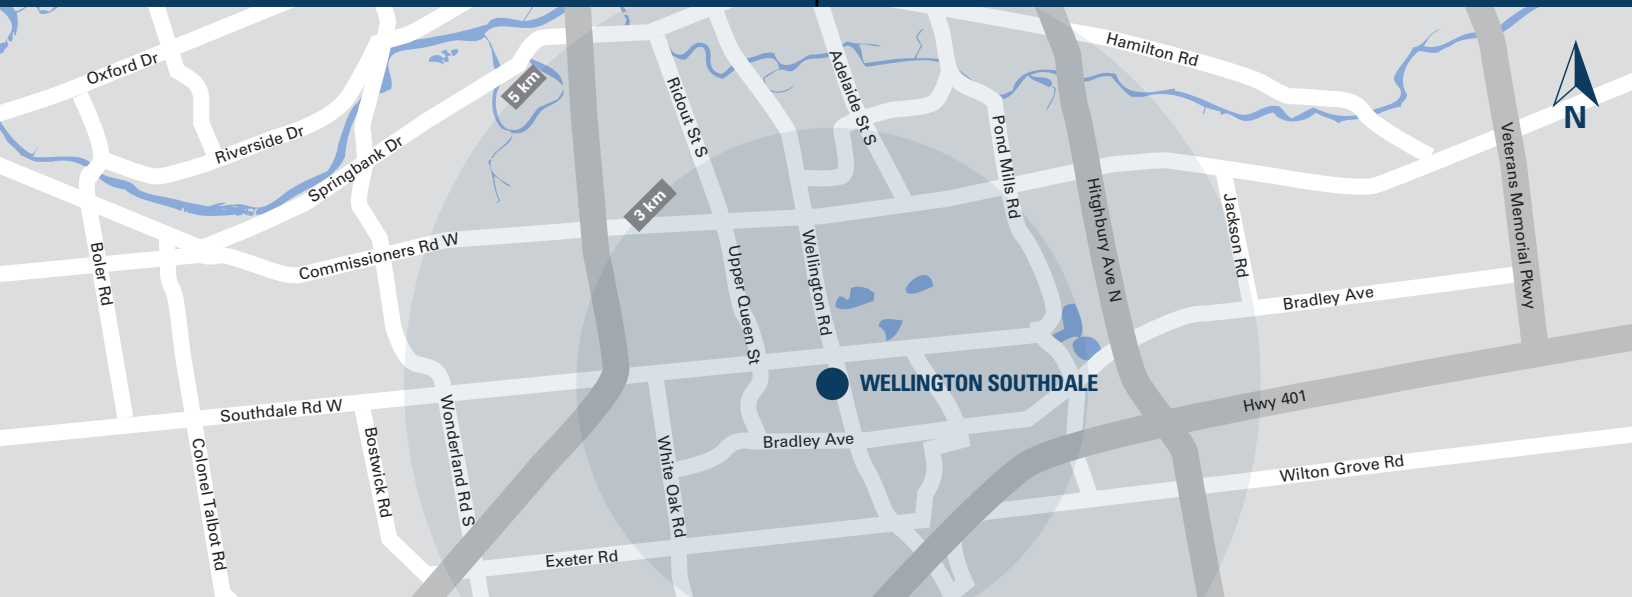 Oxford Dr
Riverside Dr
Springbank Dr
5 km
3 km
Ridout St S
Adelaide St S
Pond Mills Rd
Hamilton Rd
N
Veterans Memorial Pkwy
Hitghbury Ave N
Jackson Rd
Boler Rd
Commissioners Rd W
Upper Queen St
Wellington Rd
Bradley Ave
WELLINGTON SOUTHDALE
Hwy 401
Southdale Rd W
Colonel Talbot Rd
Bostwick Rd
Wonderland Rd S
White Oak Rd
Bradley Ave
Wilton Grove Rd
Exeter Rd